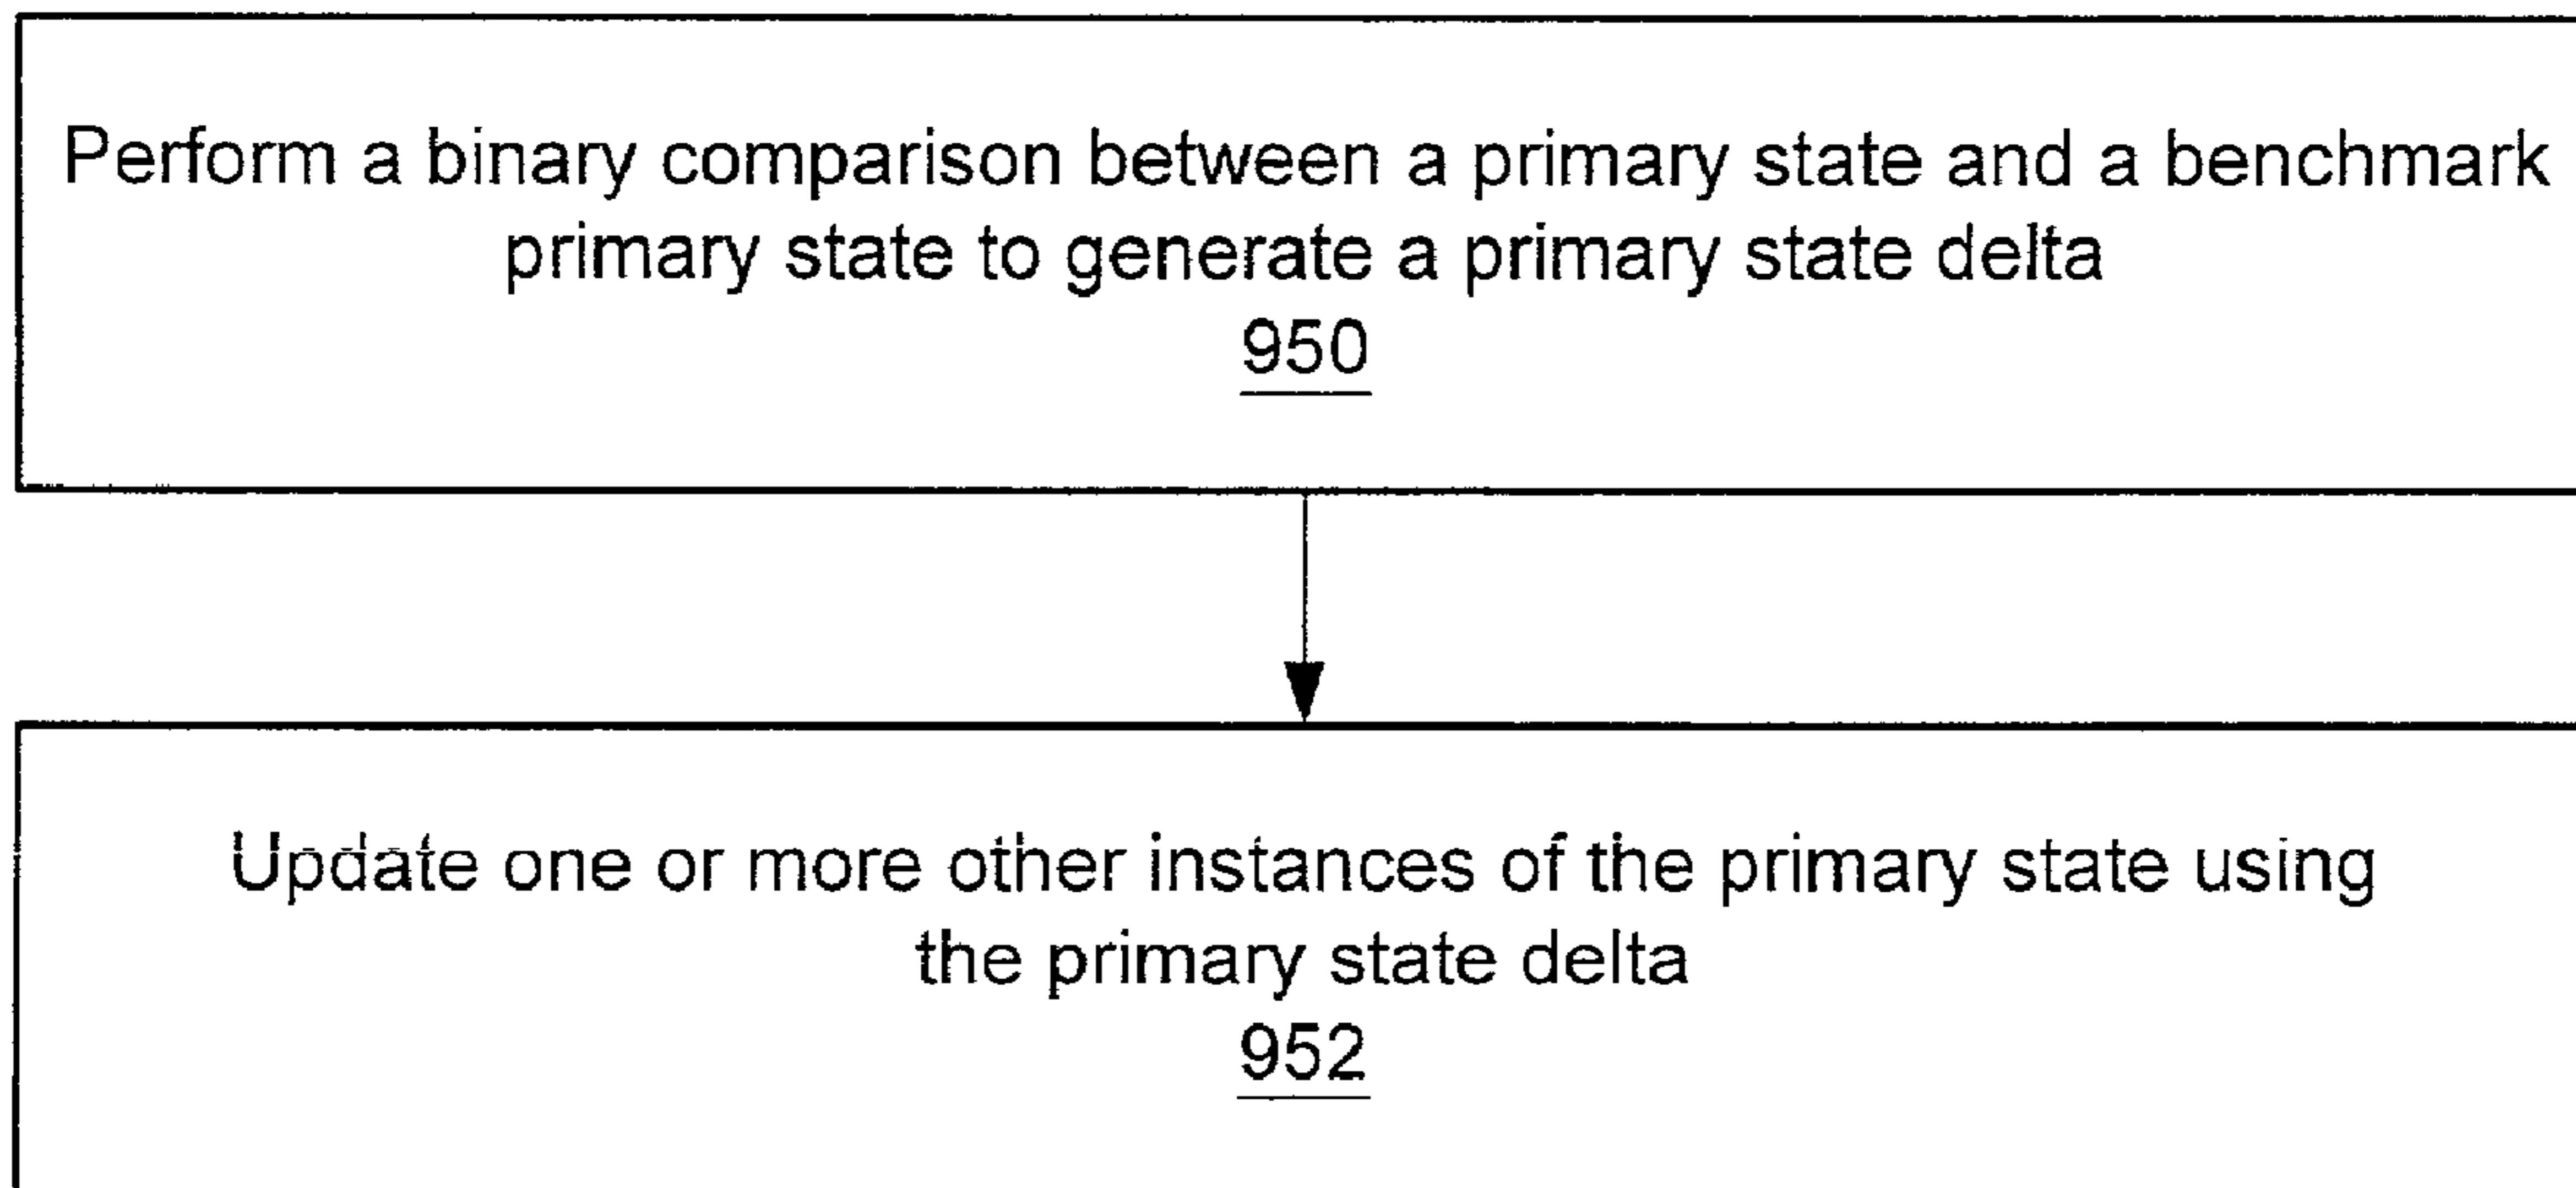 Perform a binary comparison between a primary state and a benchmark
primary state to generate a primary state delta
950
Update one or more other instances of the primary state using
the primary state delta
952